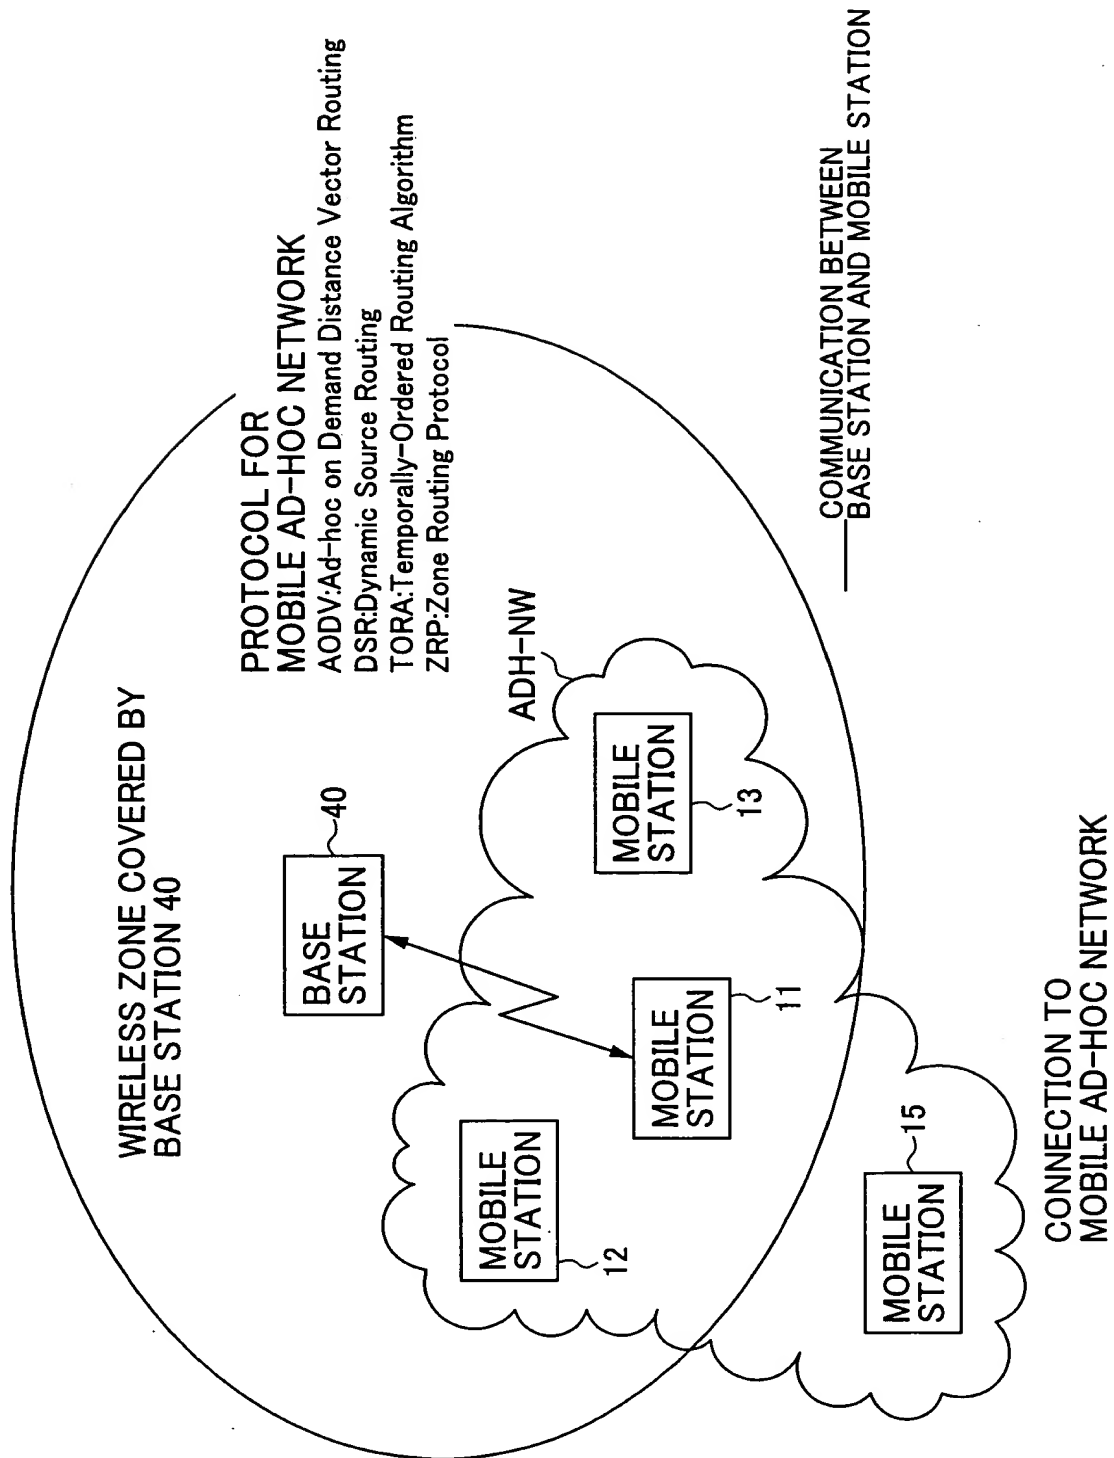 WIRELESS ZONE COVERED BY
BASE STATION 40
PROTOCOL FOR
MOBILE AD-HOC NETWORK
AODV:Ad-hoc on Demand Distance Vector Routing
DSR:Dynamic Source Routing
TORA:Temporally-Ordered Routing Algorithm
ZRP:Zone Routing Protocol
BASE
STATION
40
ADH-NW
MOBILE
STATION
12
MOBILE
STATION
11
MOBILE
STATION
13
MOBILE
STATION
15
COMMUNICATION BETWEEN
BASE STATION AND MOBILE STATION
CONNECTION TO
MOBILE AD-HOC NETWORK